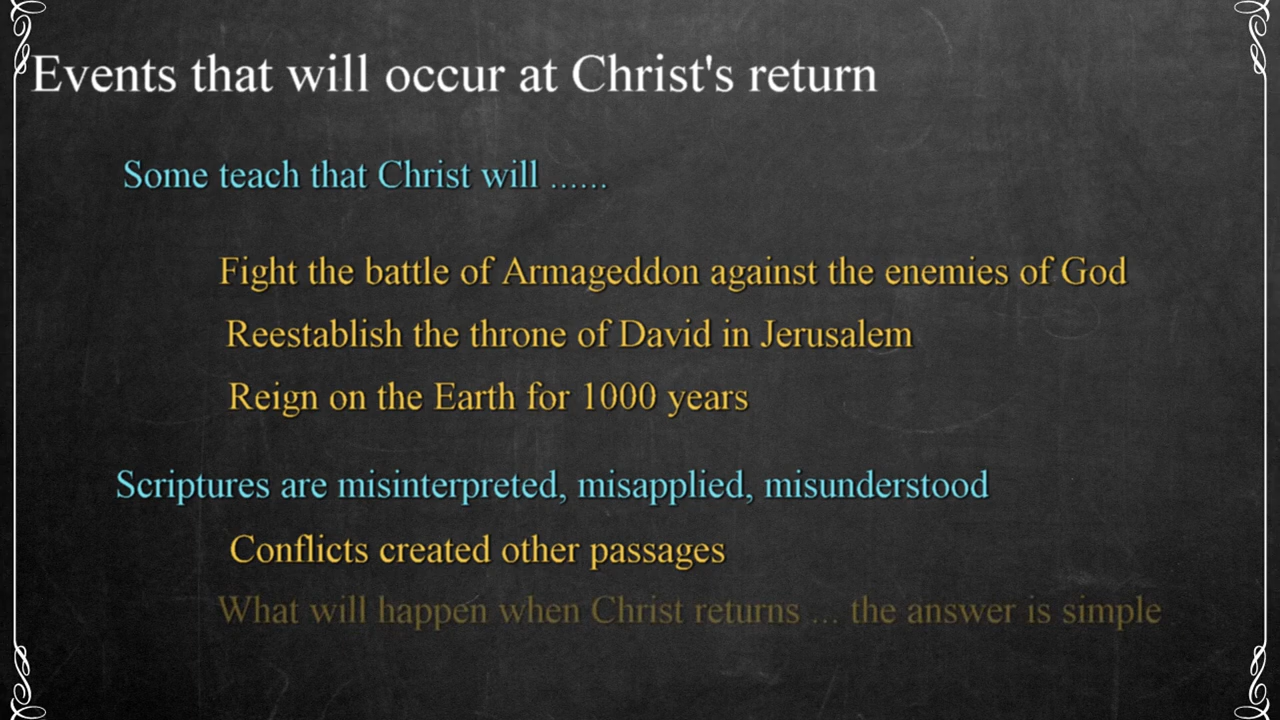 Events that will occur at Christ's return
Some teach that Christ will ......
Fight the battle of Armageddon against the enemies of God
Reestablish the throne of David in Jerusalem
Reign on the Earth for 1000 years
Scriptures are misinterpreted, misapplied, misunderstood
Conflicts created other passages
What will happen when Christ returns ... the answer is simple